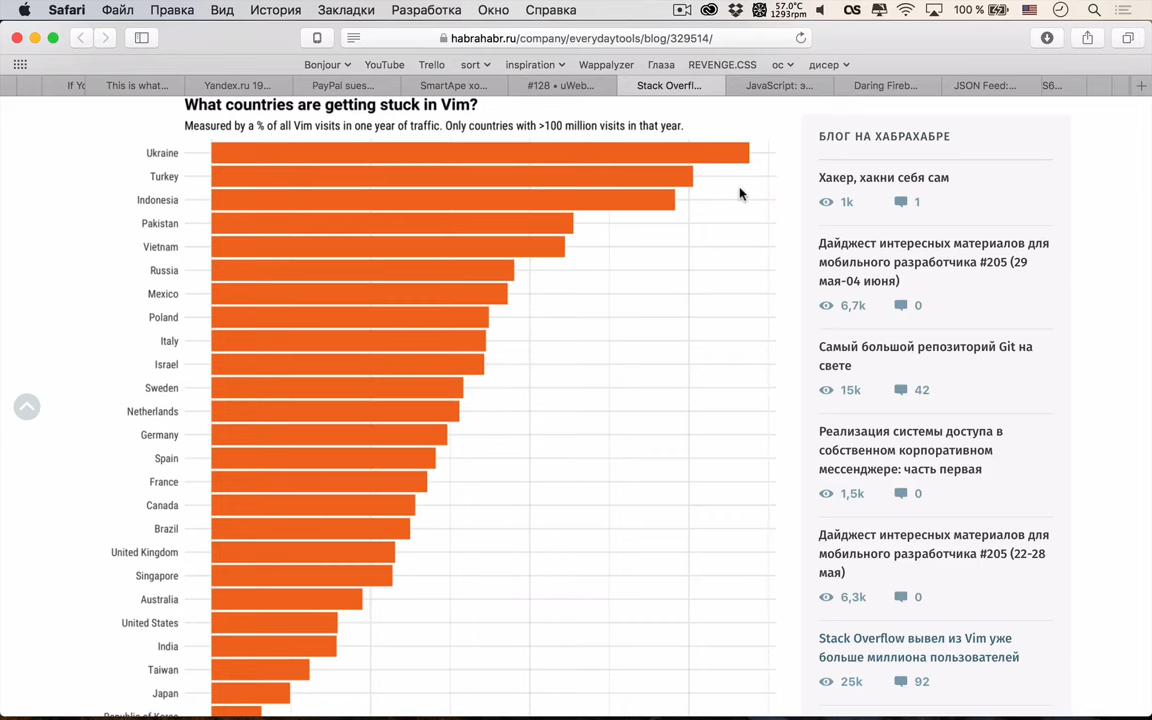 Safari Файл Правка Вид История Закладки Разработка Окно Справка 57.0°C 1293rpm 100 %
habrahabr.ru/company/everydaytools/blog/329514/
Bonjour YouTube Trello sort inspiration Wappalyzer Глаза REVENGE.CSS ос дисер
If Yo This is what... Yandex.ru 19... PayPal sues... SmartApe хо... #128 • uWeb... Stack Overfl... JavaScript: э... Daring Fireb... JSON Feed:... S6...
What countries are getting stuck in Vim?
Measured by a % of all Vim visits in one year of traffic. Only countries with >100 million visits in that year.
Ukraine
Turkey
Indonesia
Pakistan
Vietnam
Russia
Mexico
Poland
Italy
Israel
Sweden
Netherlands
Germany
Spain
France
Canada
Brazil
United Kingdom
Singapore
Australia
United States
India
Taiwan
Japan
Republic of Korea
БЛОГ НА ХАБРАХАБРЕ
Хакер, хакни себя сам
1k 1
Дайджест интересных материалов для
мобильного разработчика #205 (29
мая-04 июня)
6,7k 0
Самый большой репозиторий Git на
свете
15k 42
Реализация системы доступа в
собственном корпоративном
мессенджере: часть первая
1,5k 0
Дайджест интересных материалов для
мобильного разработчика #205 (22-28
мая)
6,3k 0
Stack Overflow вывел из Vim уже
больше миллиона пользователей
25k 92